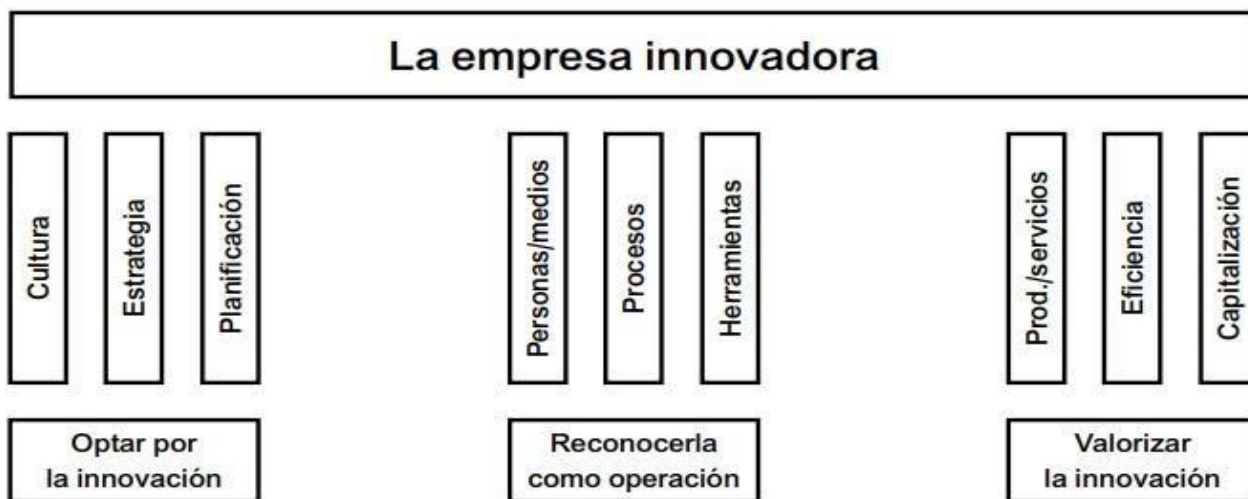 La empresa innovadora
Cultura
Estrategia
Planificación
Personas/medios
Procesos
Herramientas
Prod./servicios
Eficiencia
Capitalización
Optar por
la innovación
Reconocerla
como operación
Valorizar
la innovación